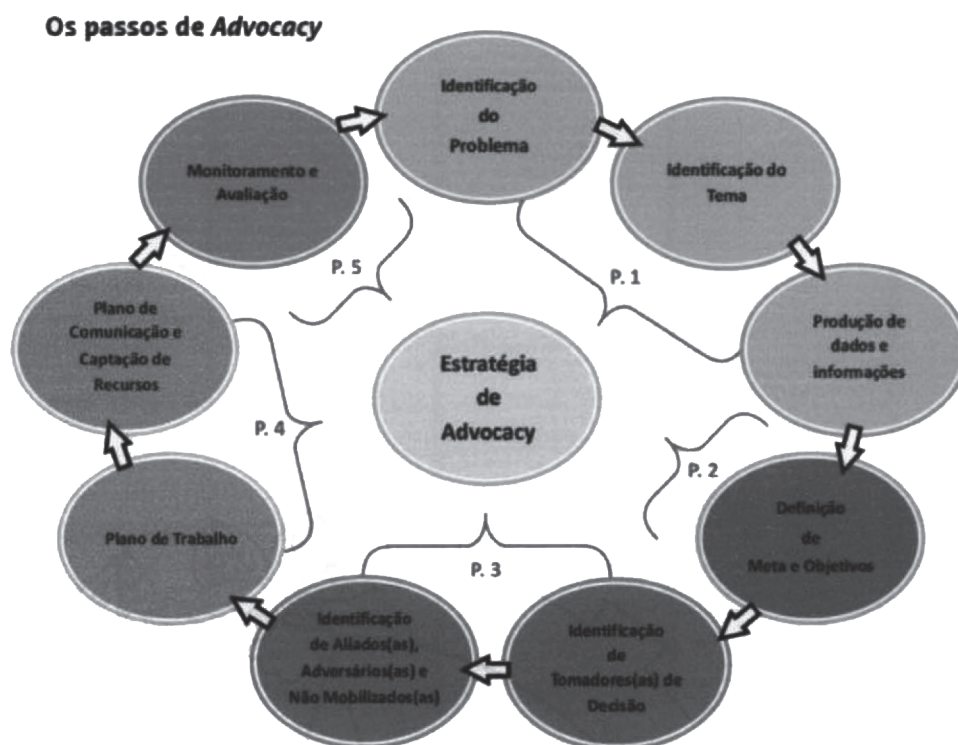 Os passos de Advocacy
Identificação
do
Problema
Identificação do
Tema
Produção de
dados e
informações
Definição
de
Meta e Objetivos
Identificação
de
Tomadores(as) de
Decisão
Identificação
de Aliados(as),
Adversários(as) e
Não Mobilizados(as)
Plano de Trabalho
Plano de
Comunicação e
Captação de
Recursos
Monitoramento e
Avaliação
P. 1
P. 2
P. 3
P. 4
P. 5
Estratégia
de
Advocacy